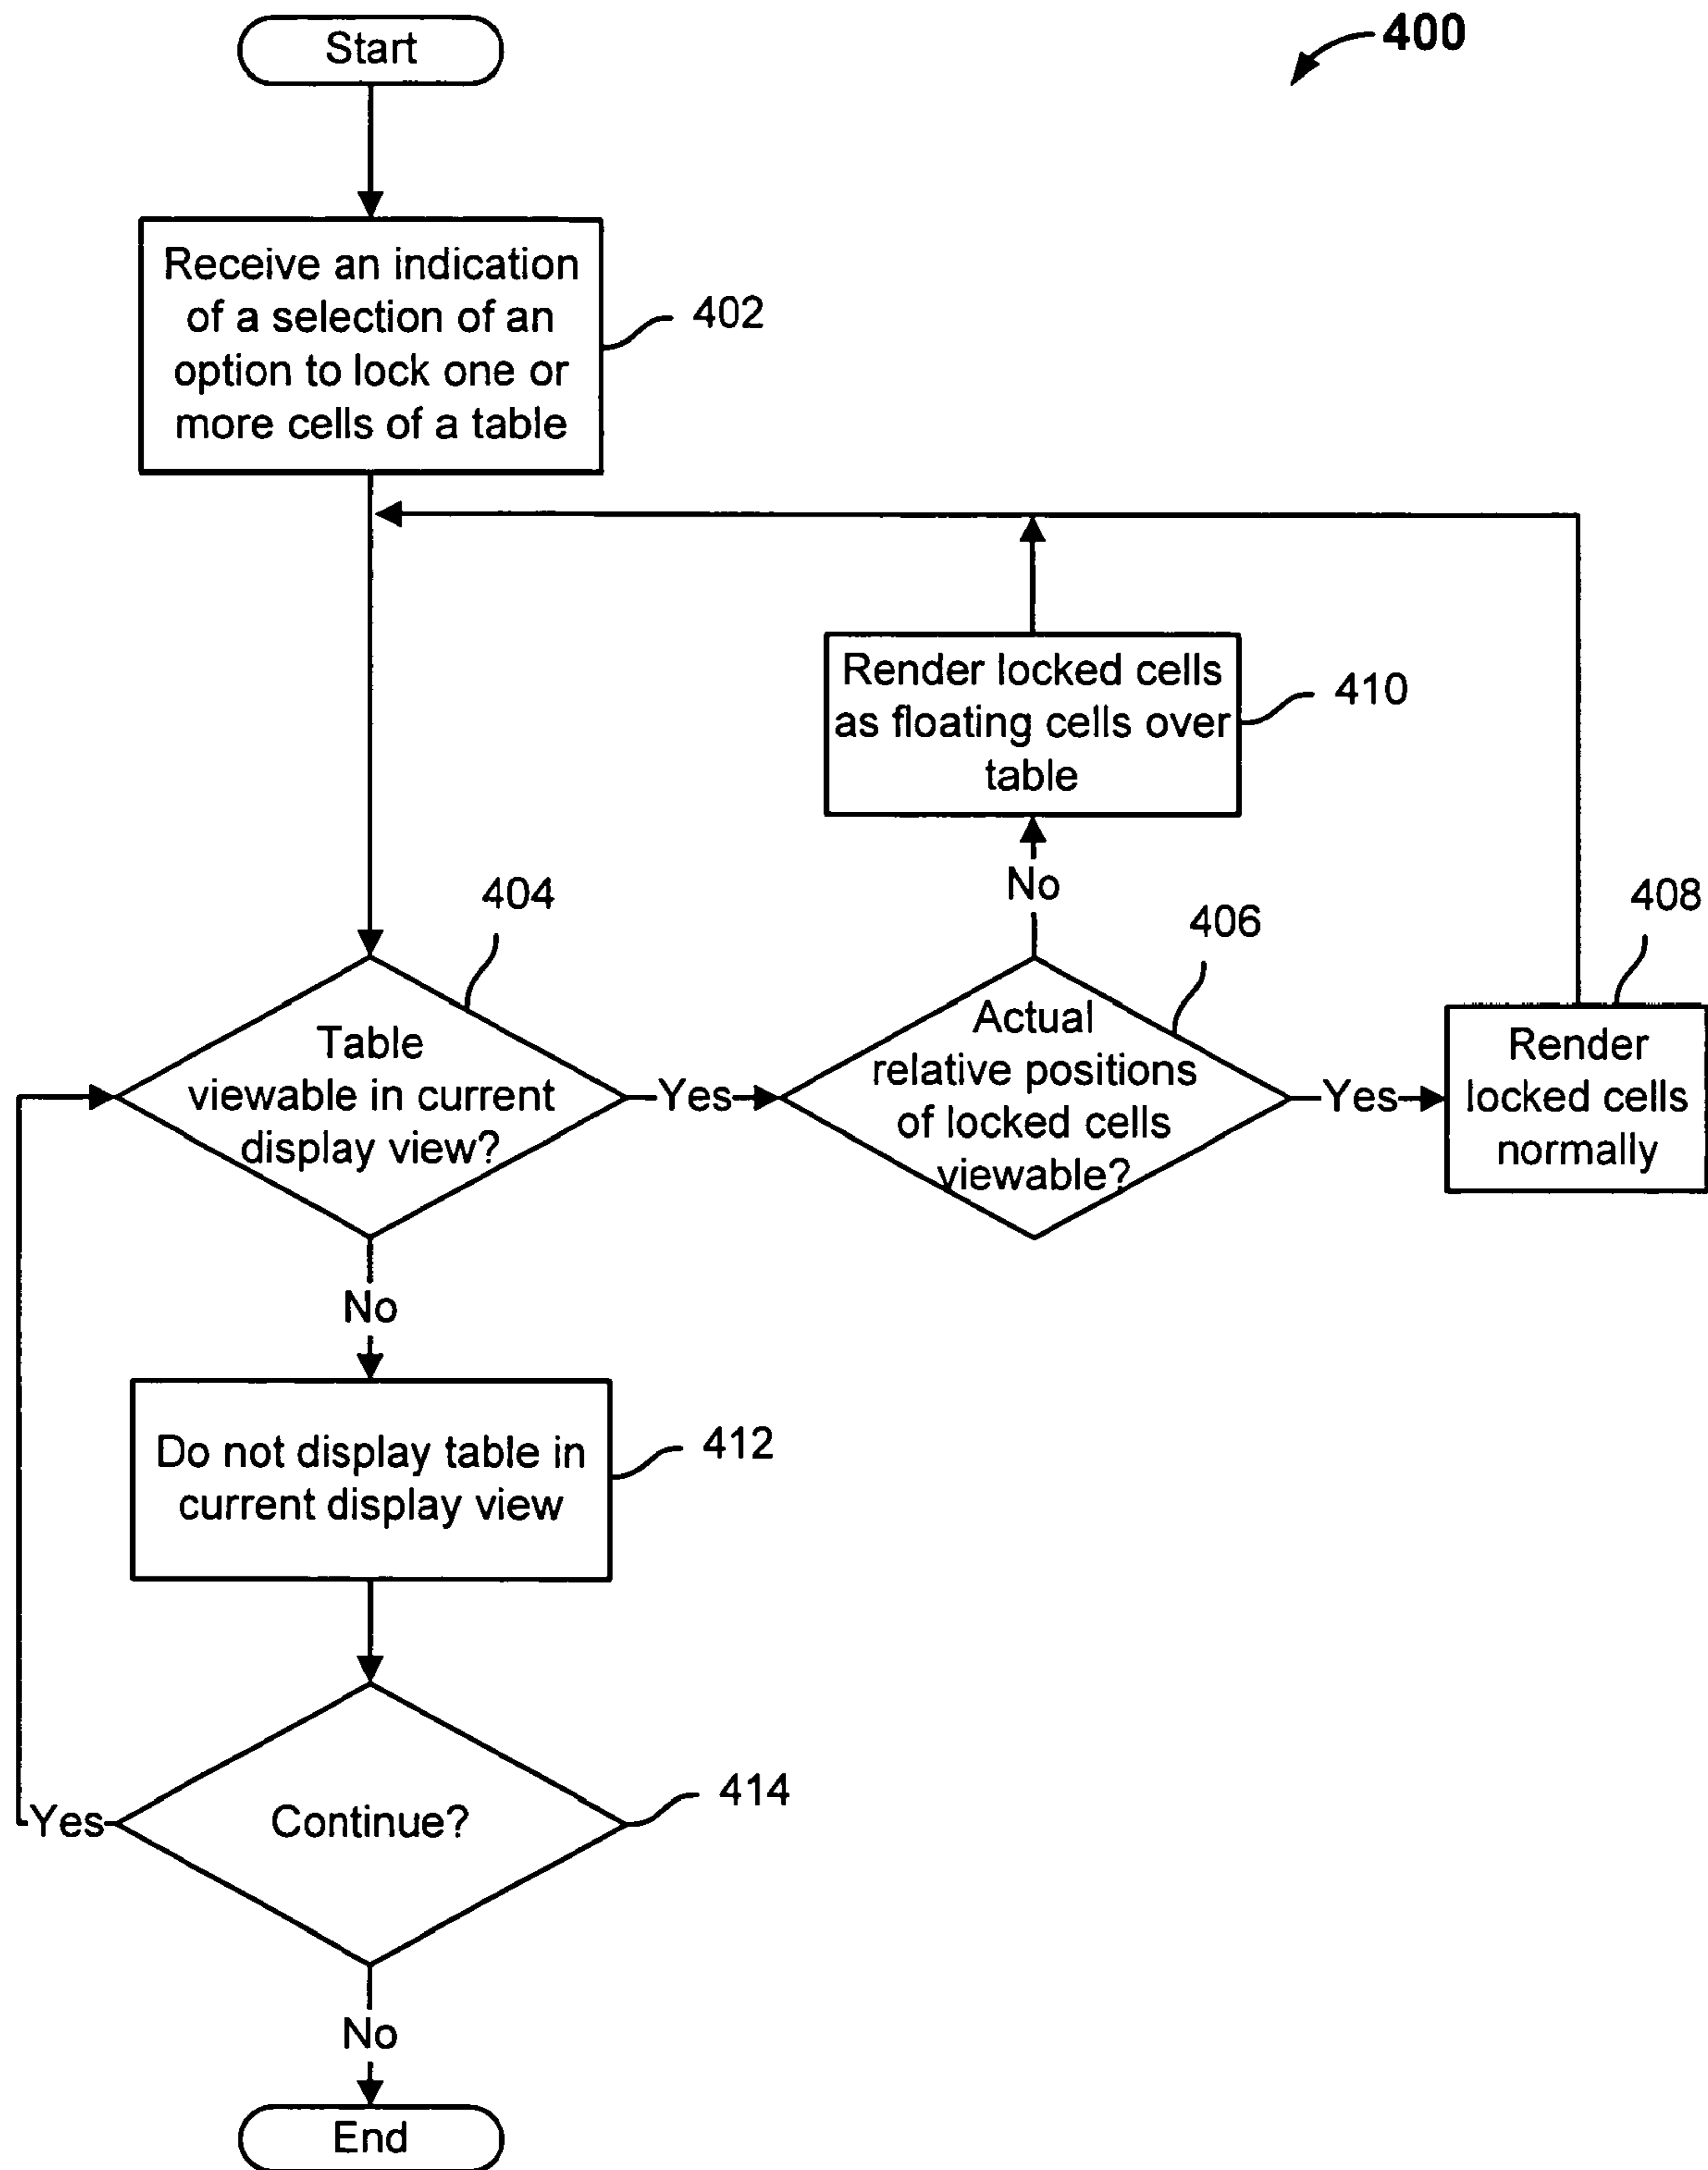 Start
400
Receive an indication
of a selection of an
option to lock one or
more cells of a table
402
Render locked cells
as floating cells over
table
410
No
404
406
408
Table
viewable in current
display view?
Yes
Actual
relative positions
of locked cells
viewable?
Yes
Render
locked cells
normally
No
Do not display table in
current display view
412
Continue?
414
Yes
No
End